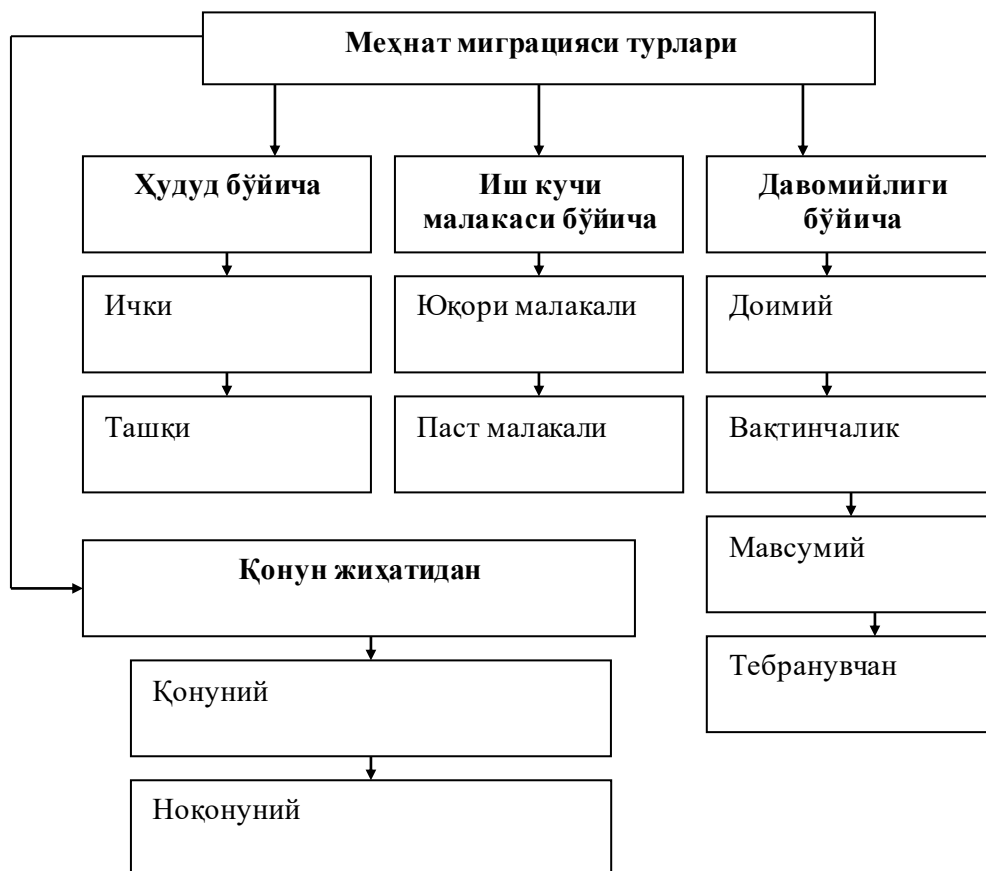 Меҳнат миграцияси турлари
Ҳудуд бўйича
Иш кучи
малакаси бўйича
Давомийлиги
бўйича
Ички
Юқори малакали
Доимий
Ташқи
Паст малакали
Вақтинчалик
Мавсумий
Қонун жиҳатидан
Тебранувчан
Қонуний
Ноқонуний